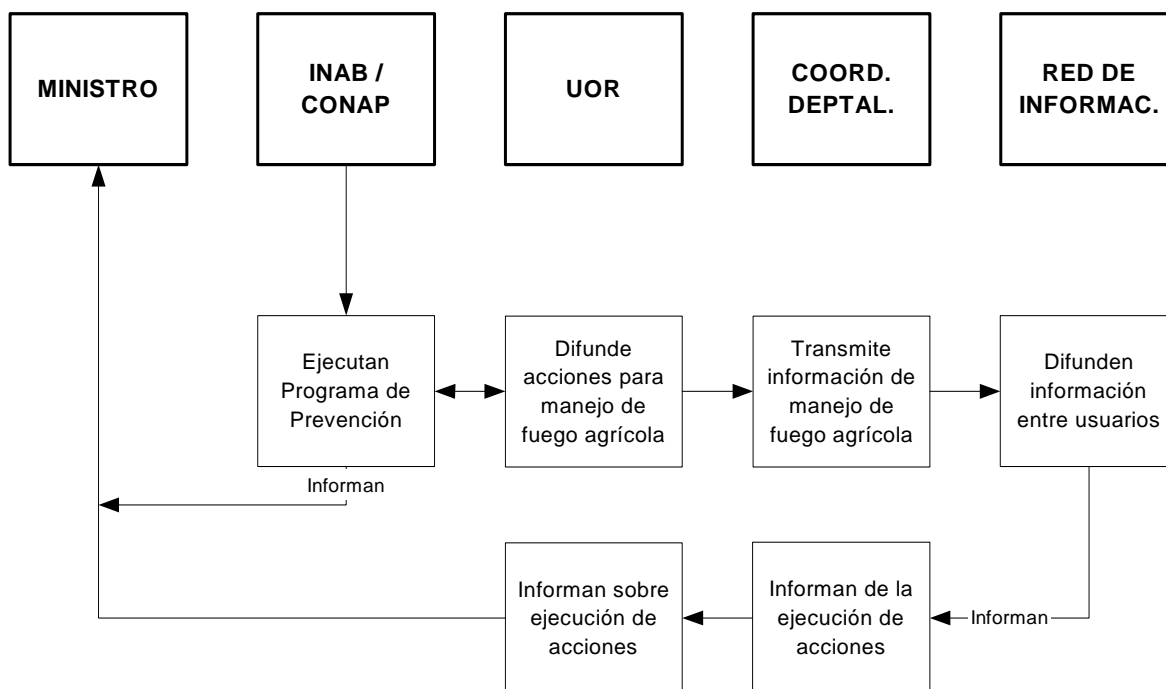 MINISTRO
INAB /
CONAP
UOR
COORD.
DEPTAL.
RED DE
INFORMAC.
Ejecutan
Programa de
Prevención
Difunde
acciones para
manejo de
fuego agrícola
Transmite
información de
manejo de
fuego agrícola
Difunden
información
entre usuarios
Informan
Informan sobre
ejecución de
acciones
Informan de la
ejecución de
acciones
Informan